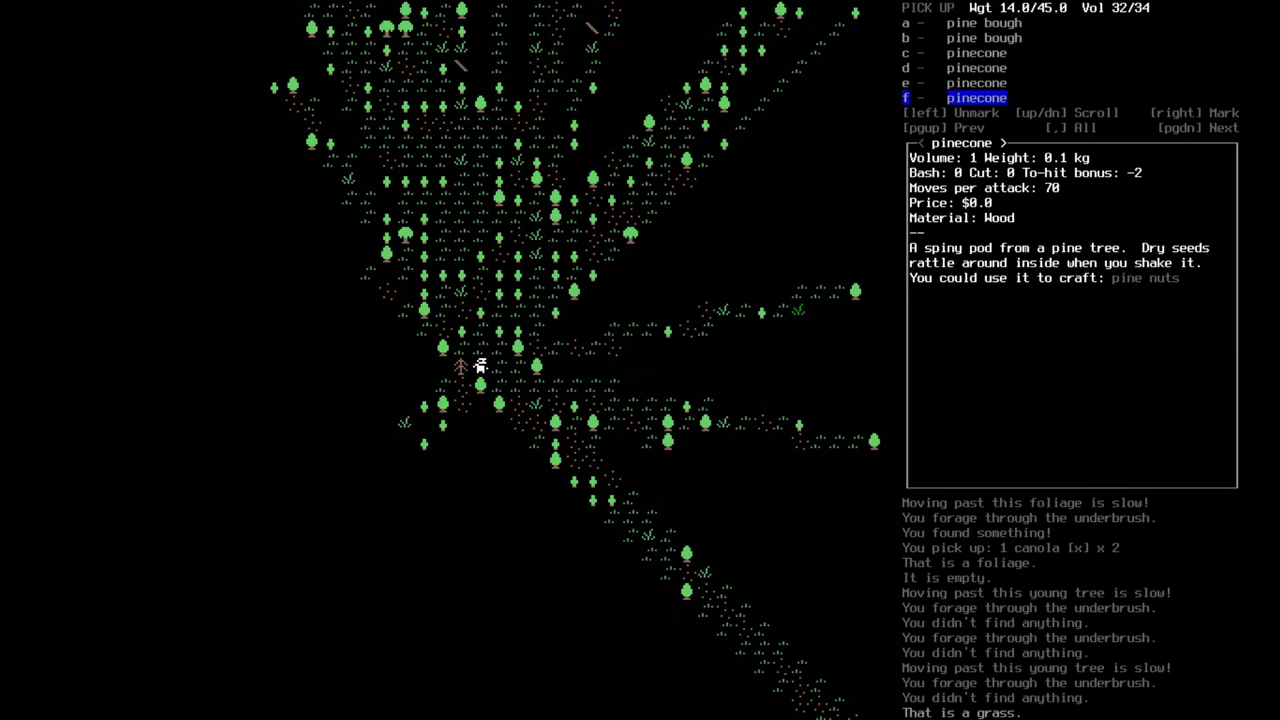 PICK UP Wgt 14.0/45.0 Vol 32/34
a - pine bough
b - pine bough
c - pinecone
d - pinecone
e - pinecone
f - pinecone
[left] Unmark [up/dn] Scroll [right] Mark
[pgup] Prev [,] All [pgdn] Next
< pinecone >
Volume: 1 Weight: 0.1 kg
Bash: 0 Cut: 0 To-hit bonus: -2
Moves per attack: 70
Price: $0.0
Material: Wood
--
A spiny pod from a pine tree. Dry seeds
rattle around inside when you shake it.
You could use it to craft: pine nuts
Moving past this foliage is slow!
You forage through the underbrush.
You found something!
You pick up: 1 canola [x] x 2
That is a foliage.
It is empty.
Moving past this young tree is slow!
You forage through the underbrush.
You didn't find anything.
You forage through the underbrush.
You didn't find anything.
Moving past this young tree is slow!
You forage through the underbrush.
You didn't find anything.
That is a grass.